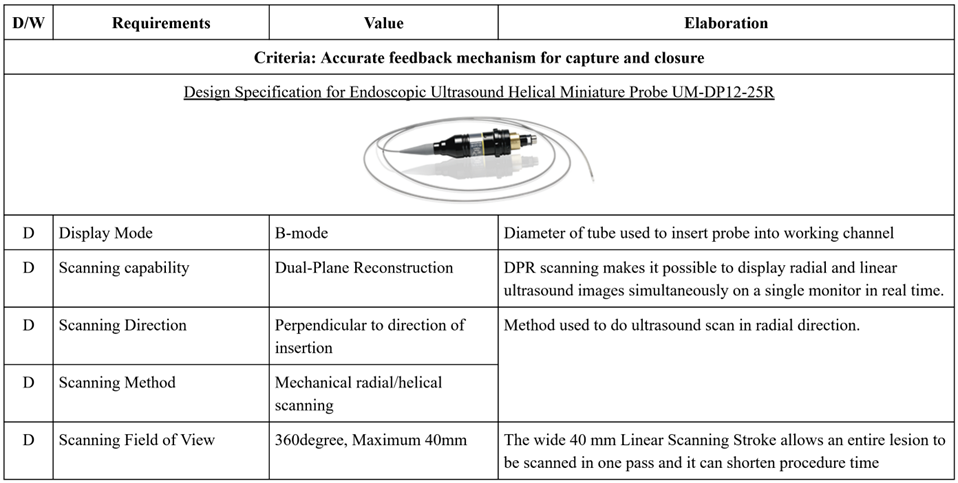 D/W Requirements Value Elaboration
Criteria: Accurate feedback mechanism for capture and closure
Design Specification for Endoscopic Ultrasound Helical Miniature Probe UM-DP12-25R
D Display Mode B-mode Diameter of tube used to insert probe into working channel
D Scanning capability Dual-Plane Reconstruction DPR scanning makes it possible to display radial and linear
ultrasound images simultaneously on a single monitor in real time.
D Scanning Direction Perpendicular to direction of Method used to do ultrasound scan in radial direction.
insertion
D Scanning Method Mechanical radial/helical
scanning
D Scanning Field of View 360degree, Maximum 40mm The wide 40 mm Linear Scanning Stroke allows an entire lesion to
be scanned in one pass and it can shorten procedure time